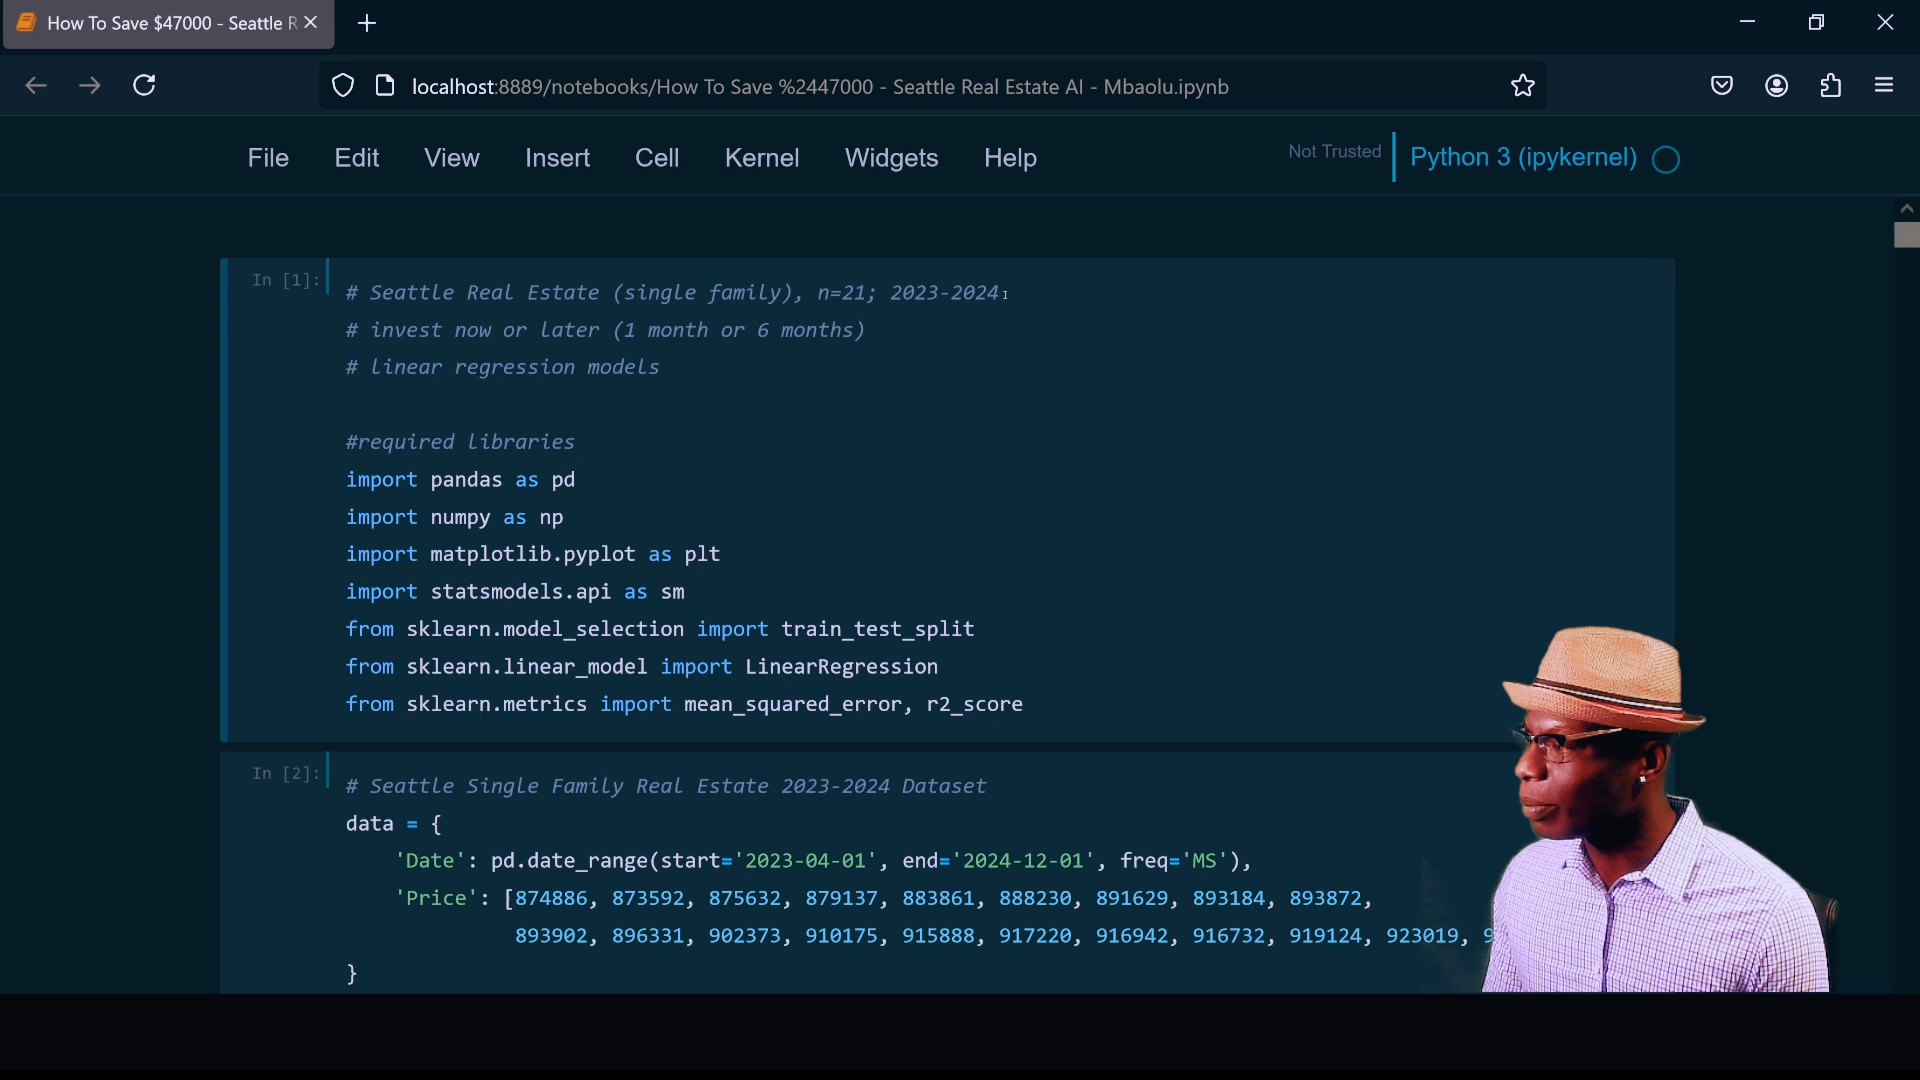 How To Save $47000 - Seattle R
localhost:8889/notebooks/How To Save %2447000 - Seattle Real Estate AI - Mbaolu.ipynb
File Edit View Insert Cell Kernel Widgets Help Not Trusted Python 3 (ipykernel)
In [1]:
# Seattle Real Estate (single family), n=21; 2023-2024
# invest now or later (1 month or 6 months)
# linear regression models
#required libraries
import pandas as pd
import numpy as np
import matplotlib.pyplot as plt
import statsmodels.api as sm
from sklearn.model_selection import train_test_split
from sklearn.linear_model import LinearRegression
from sklearn.metrics import mean_squared_error, r2_score
In [2]:
# Seattle Single Family Real Estate 2023-2024 Dataset
data = {
'Date': pd.date_range(start='2023-04-01', end='2024-12-01', freq='MS'),
'Price': [874886, 873592, 875632, 879137, 883861, 888230, 891629, 893184, 893872,
893902, 896331, 902373, 910175, 915888, 917220, 916942, 916732, 919124, 923019,
}